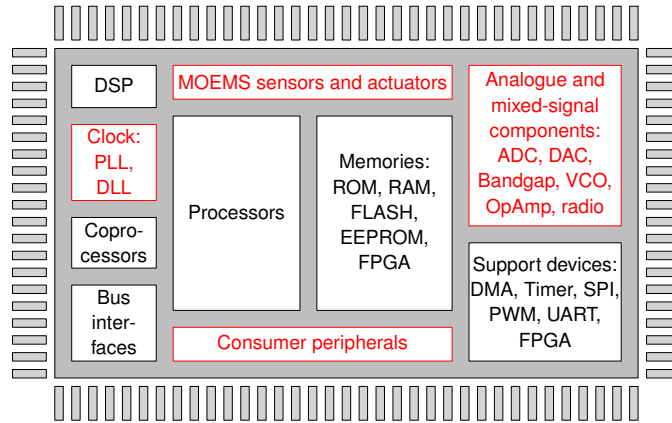 DSP
MOEMS sensors and actuators
Analogue and
mixed-signal
components:
ADC, DAC,
Bandgap, VCO,
OpAmp, radio
Clock:
PLL,
DLL
Processors
Memories:
ROM, RAM,
FLASH,
EEPROM,
FPGA
Copro-
cessors
Support devices:
DMA, Timer, SPI,
PWM, UART,
FPGA
Bus
inter-
faces
Consumer peripherals